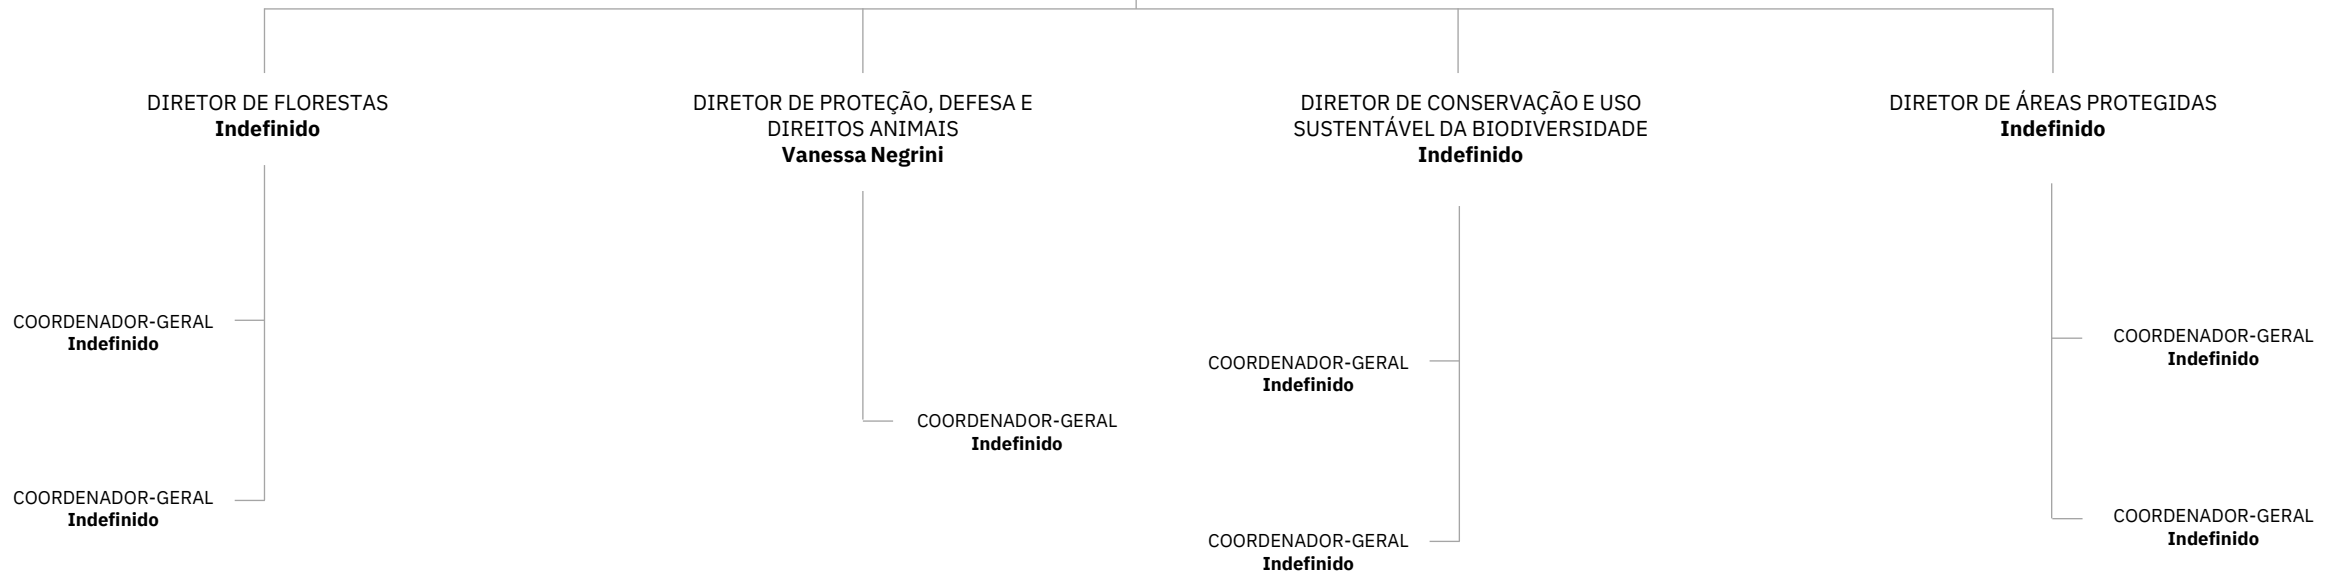 DIRETOR DE FLORESTAS
Indefinido
COORDENADOR-GERAL
Indefinido
COORDENADOR-GERAL
Indefinido
DIRETOR DE PROTEÇÃO, DEFESA E
DIREITOS ANIMAIS
Vanessa Negrini
COORDENADOR-GERAL
Indefinido
DIRETOR DE CONSERVAÇÃO E USO
SUSTENTÁVEL DA BIODIVERSIDADE
Indefinido
COORDENADOR-GERAL
Indefinido
COORDENADOR-GERAL
Indefinido
DIRETOR DE ÁREAS PROTEGIDAS
Indefinido
COORDENADOR-GERAL
Indefinido
COORDENADOR-GERAL
Indefinido